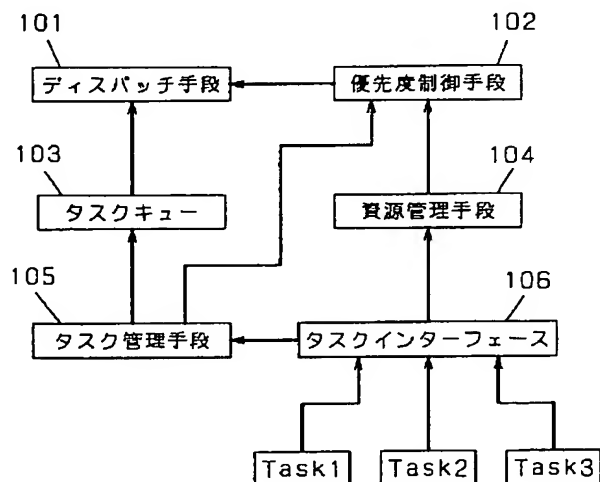 101
102
ディスパッチ手段
優先度制御手段
103
104
タスクキュー
資源管理手段
105
106
タスク管理手段
タスクインターフェース
Task1
Task2
Task3